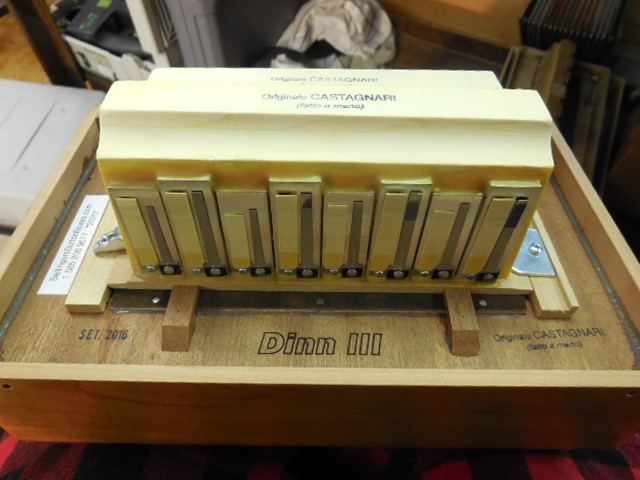 Originale CASTAGNARI
Originale CASTAGNARI
(fatto a mano)
SET. 2016
Dinn III
Originale CASTAGNARI
(fatto a mano)